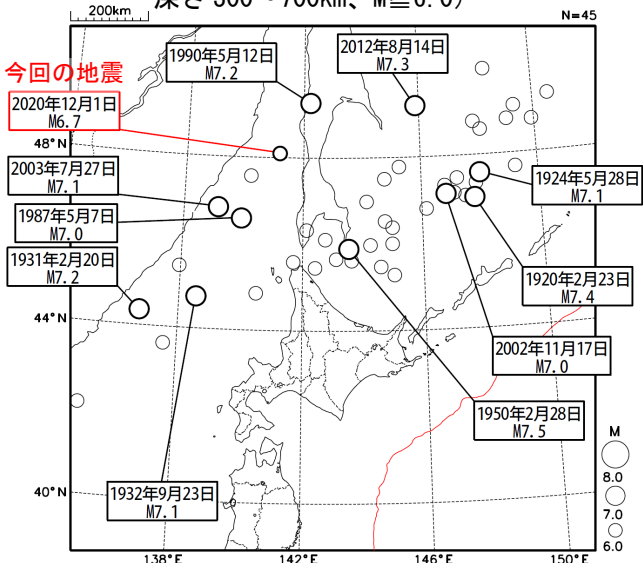 深さ300～700km、M≧6.0)
200km
N=45
1990年5月12日
M7.2
2012年8月14日
M7.3
今回の地震
2020年12月1日
M6.7
48°N
2003年7月27日
M7.1
1924年5月28日
M7.1
1987年5月7日
M7.0
1931年2月20日
M7.2
1920年2月23日
M7.4
44°N
2002年11月17日
M7.0
1950年2月28日
M7.5
M
8.0
7.0
6.0
1932年9月23日
M7.1
40°N
138°E
142°E
146°E
150°E